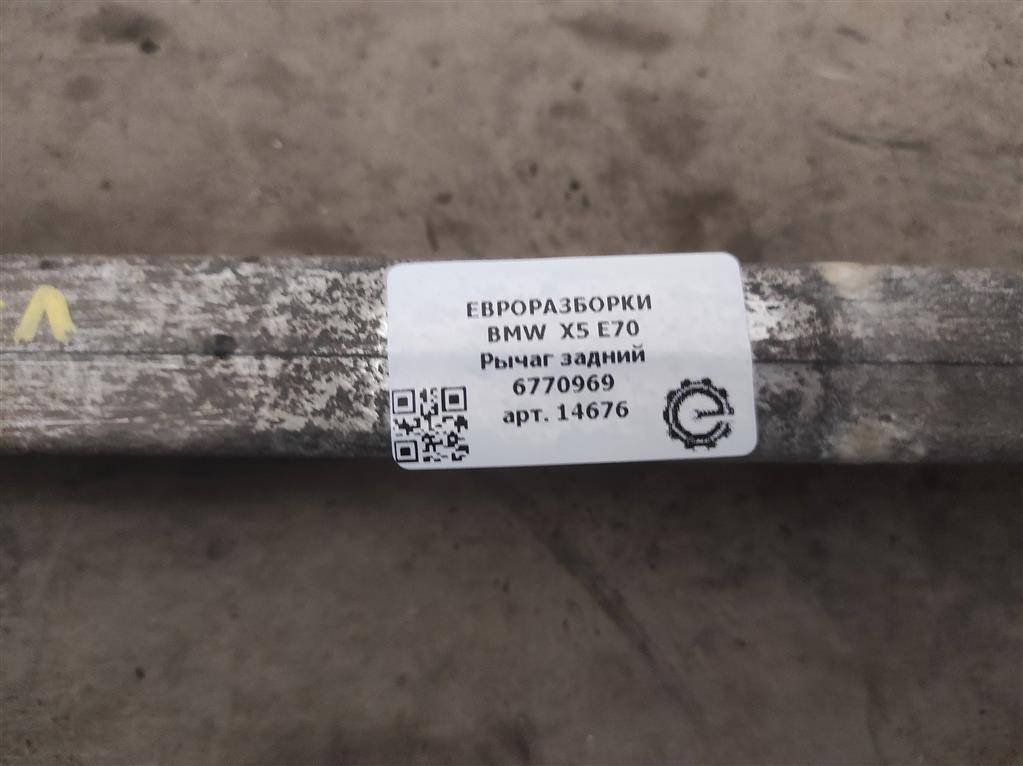 ЕВРОРАЗБОРКИ
BMW X5 E70
Рычаг задний
6770969
арт. 14676